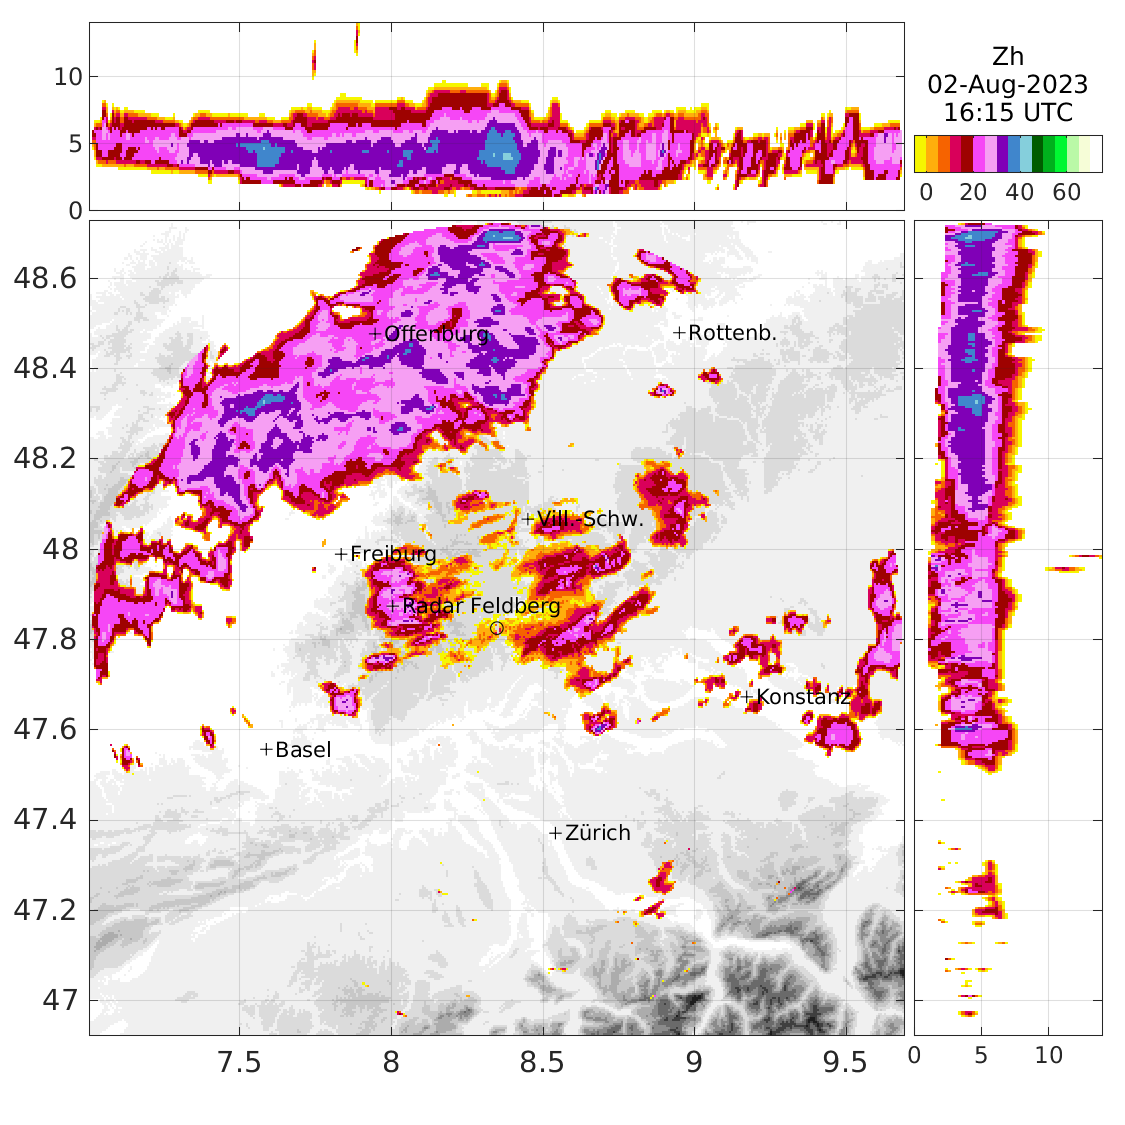 Zh
02-Aug-2023
16:15 UTC
0 20 40 60
10
5
0
48.6
48.4
48.2
48
47.8
47.6
47.4
47.2
47
Offenburg
Rottenb.
Vill.-Schw.
Freiburg
Radar Feldberg
Konstanz
Basel
Zürich
7.5 8 8.5 9 9.5
0 5 10